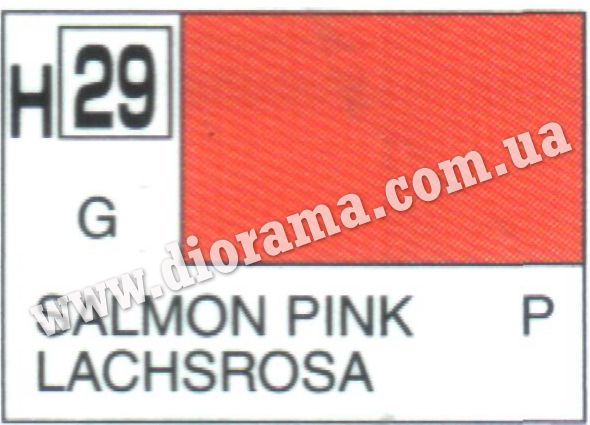 H 29
G
SALMON PINK P
LACHSROSA
www.diorama.com.ua